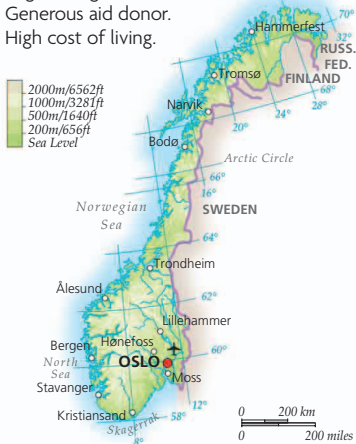 Generous aid donor.
High cost of living.
2000m/6562ft
1000m/3281ft
500m/1640ft
200m/656ft
Sea Level
Hammerfest
70°
32°
RUSS.
FED.
Tromsø
FINLAND
68°
Narvik
28°
24°
20°
Bodø
Arctic Circle
66°
16°
Norwegian
Sea
SWEDEN
64°
Trondheim
Ålesund
62°
Lillehammer
Bergen
Hønefoss
60°
North
Sea
OSLO
Moss
Stavanger
Kristiansand
Skagerrak
58°
12°
8°
0 200 km
0 200 miles